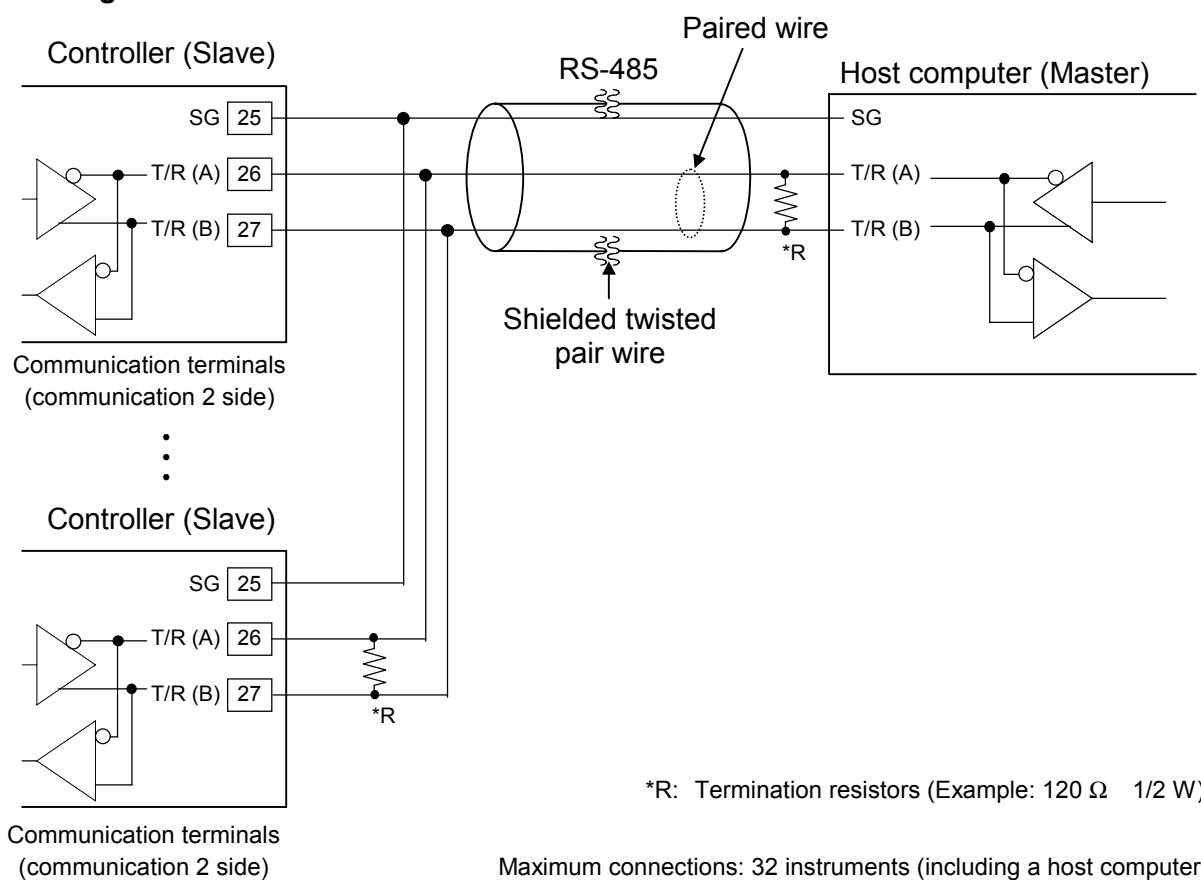 Paired wire
Controller (Slave)
RS-485
Host computer (Master)
SG 25
SG
T/R (A) 26
T/R (A)
T/R (B) 27
T/R (B)
*R
Shielded twisted
pair wire
Communication terminals
(communication 2 side)
Controller (Slave)
SG 25
T/R (A) 26
T/R (B) 27
*R
*R: Termination resistors (Example: 120 Ω 1/2 W)
Communication terminals
(communication 2 side)
Maximum connections: 32 instruments (including a host computer